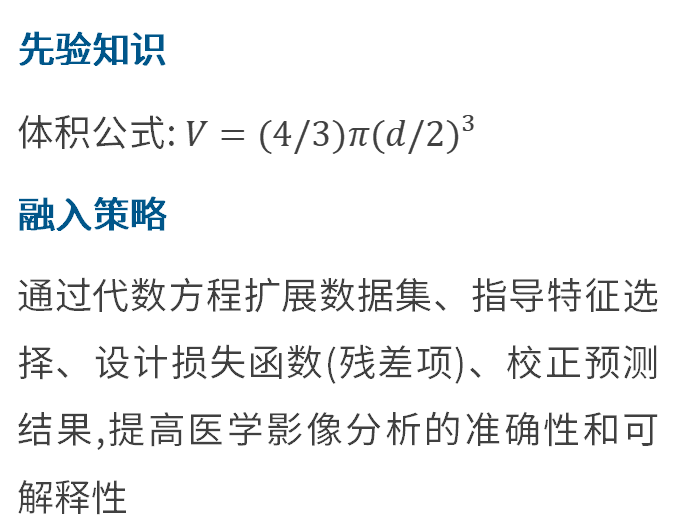 先验知识
体积公式: V = (4/3)π(d/2)³
融入策略
通过代数方程扩展数据集、指导特征选
择、设计损失函数(残差项)、校正预测
结果,提高医学影像分析的准确性和可
解释性